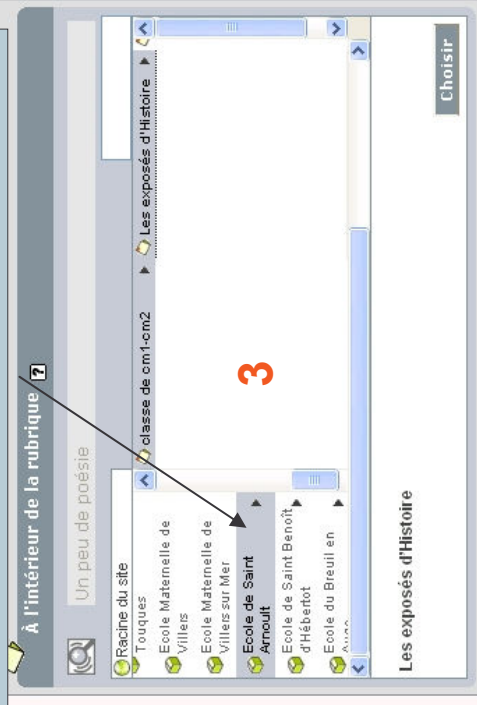 À l'intérieur de la rubrique ?
Un peu de poésie
Racine du site
Touques
Ecole Maternelle de
Villers
Ecole Maternelle de
Villers sur Mer
Ecole de Saint
Arnoult
Ecole de Saint Benoît
d'Hébertot
Ecole du Breuil en
classe de cm1-cm2
Les exposés d'Histoire
3
Les exposés d'Histoire
Choisir